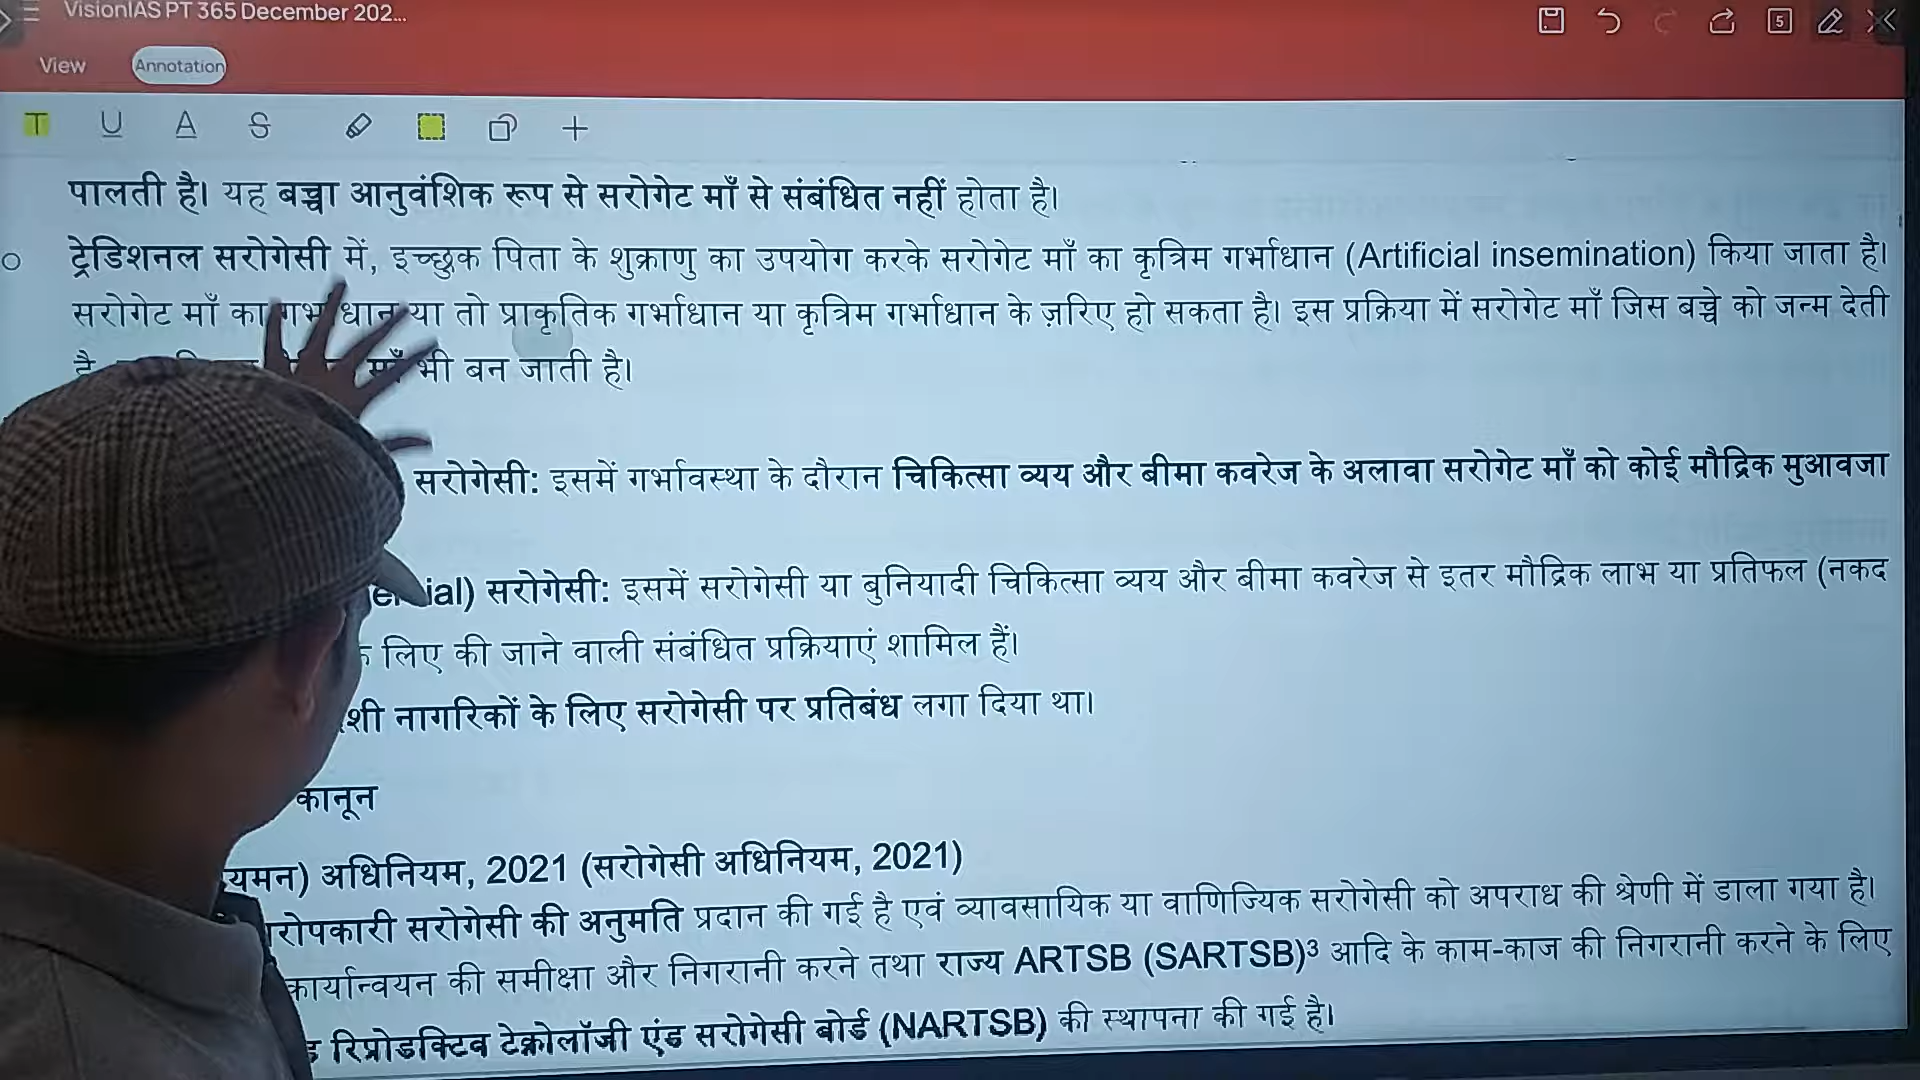 VisionIAS PT 365 December 202...
View Annotation
T U A S
5
पालती है। यह बच्चा आनुवंशिक रूप से सरोगेट माँ से संबंधित नहीं होता है।
ट्रेडिशनल सरोगेसी में, इच्छुक पिता के शुक्राणु का उपयोग करके सरोगेट माँ का कृत्रिम गर्भाधान (Artificial insemination) किया जाता है।
सरोगेट माँ का या तो प्राकृतिक गर्भाधान या कृत्रिम गर्भाधान के ज़रिए हो सकता है। इस प्रक्रिया में सरोगेट माँ जिस बच्चे को जन्म देती
माँ भी बन जाती है।
सरोगेसी: इसमें गर्भावस्था के दौरान चिकित्सा व्यय और बीमा कवरेज के अलावा सरोगेट माँ को कोई मौद्रिक मुआवजा
सरोगेसी: इसमें सरोगेसी या बुनियादी चिकित्सा व्यय और बीमा कवरेज से इतर मौद्रिक लाभ या प्रतिफल (नकद
लिए की जाने वाली संबंधित प्रक्रियाएं शामिल हैं।
नागरिकों के लिए सरोगेसी पर प्रतिबंध लगा दिया था।
कानून
अधिनियम, 2021 (सरोगेसी अधिनियम, 2021)
सरोगेसी की अनुमति प्रदान की गई है एवं व्यावसायिक या वाणिज्यिक सरोगेसी को अपराध की श्रेणी में डाला गया है।
कार्यान्वयन की समीक्षा और निगरानी करने तथा राज्य ARTSB (SARTSB)³ आदि के काम-काज की निगरानी करने के लिए
रिप्रोडक्टिव टेक्नोलॉजी एंड सरोगेसी बोर्ड (NARTSB) की स्थापना की गई है।